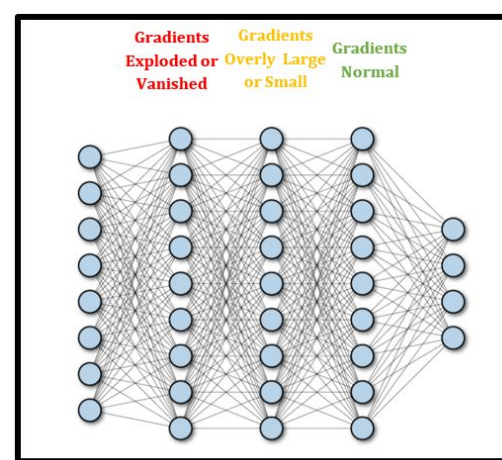 Gradients
Exploded or
Vanished
Gradients
Overly Large
or Small
Gradients
Normal